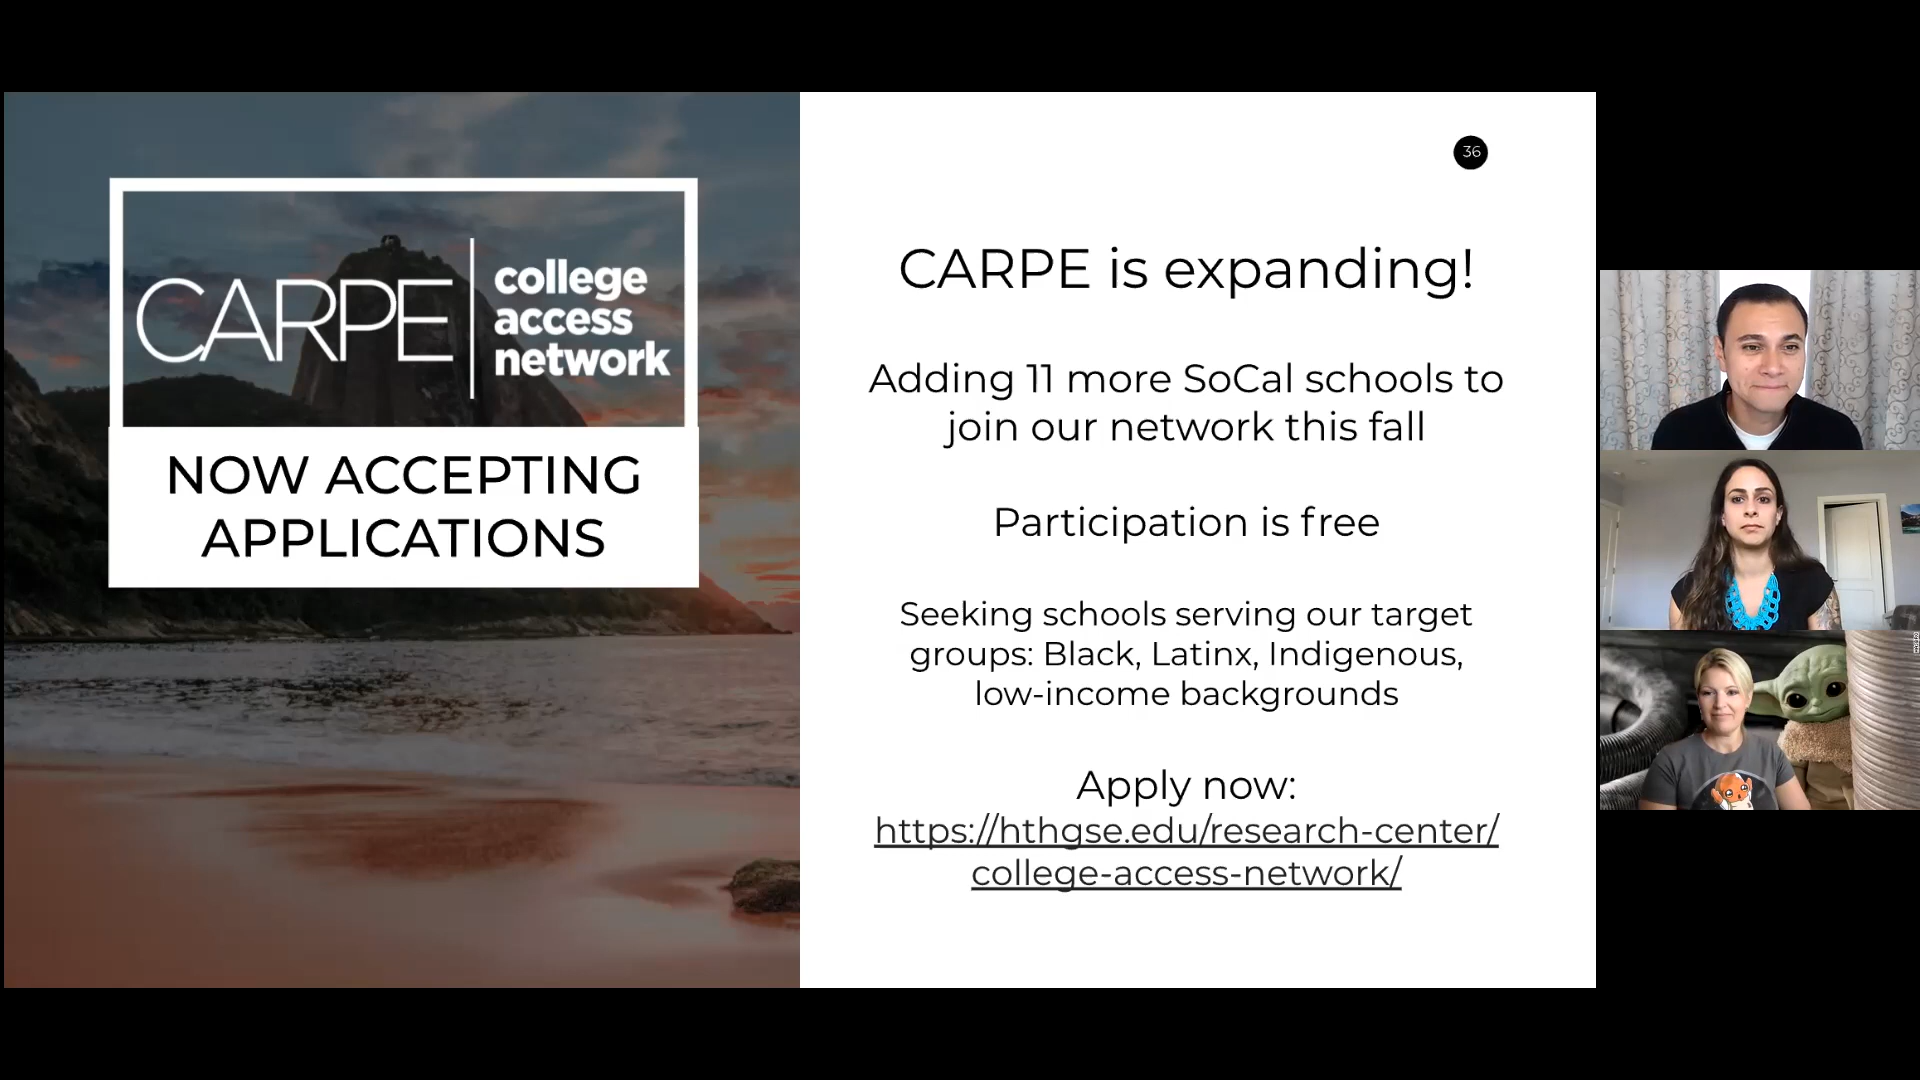 CARPE
college
access
network
NOW ACCEPTING
APPLICATIONS
36
CARPE is expanding!
Adding 11 more SoCal schools to
join our network this fall
Participation is free
Seeking schools serving our target
groups: Black, Latinx, Indigenous,
low-income backgrounds
Apply now:
https://hthgse.edu/research-center/
college-access-network/